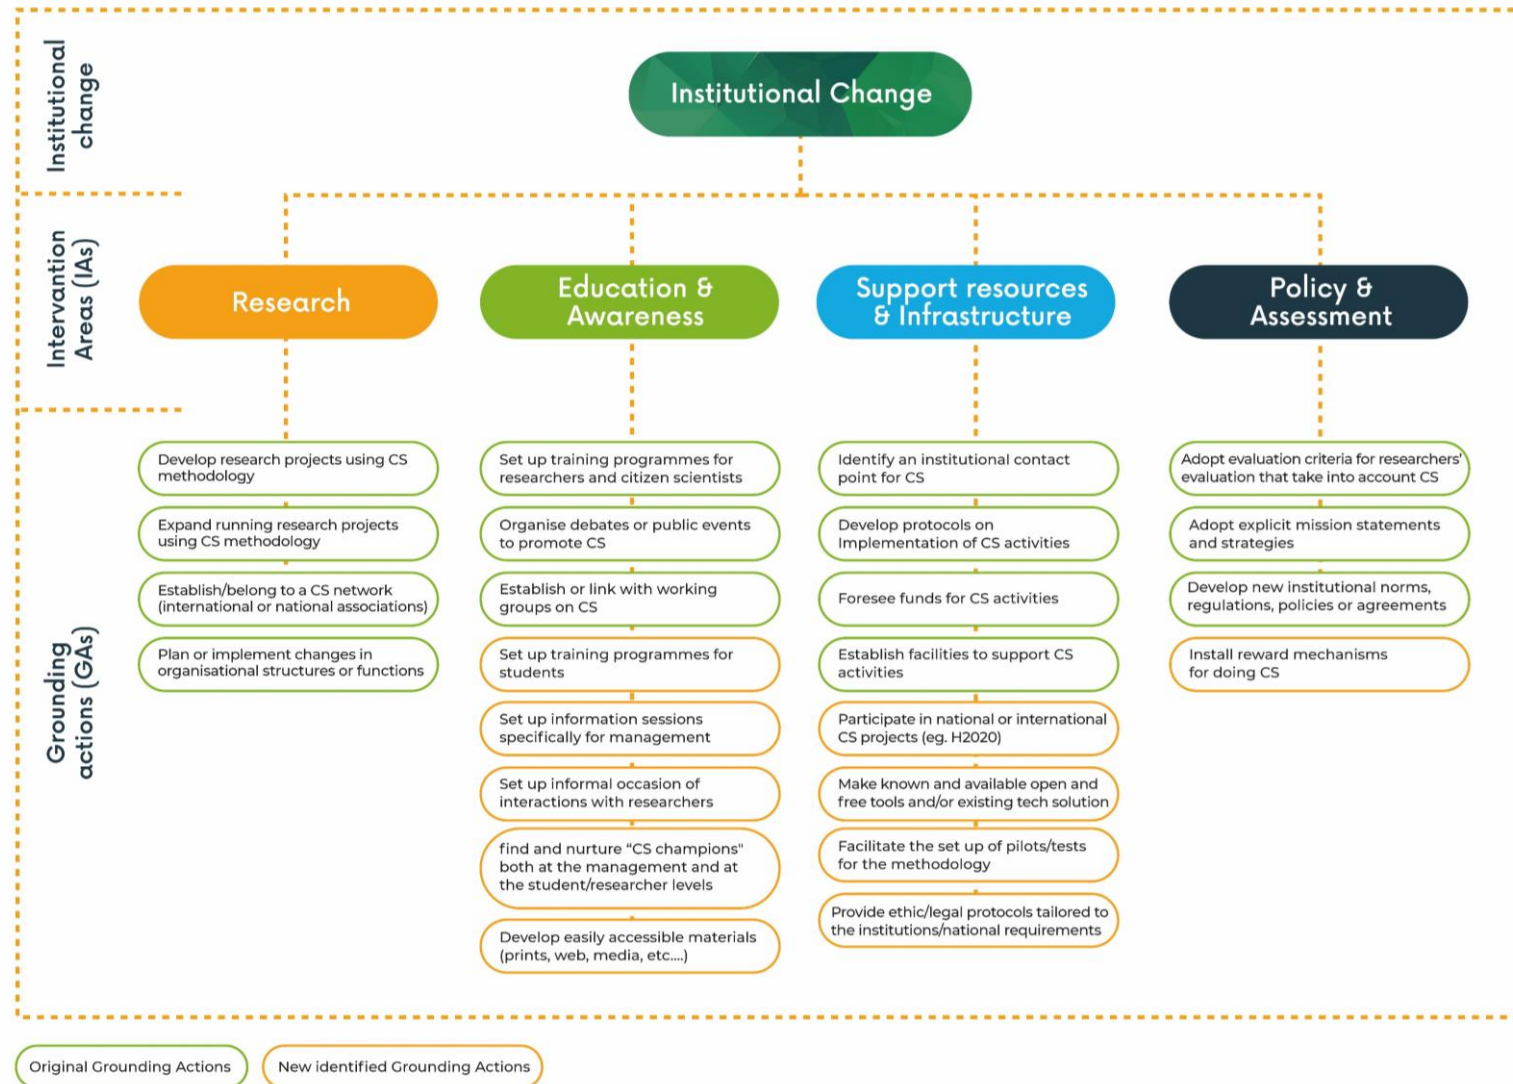 Institutional
change
Institutional Change
Intervantion
Areas (IAs)
Research
Education &
Awareness
Support resources
& Infrastructure
Policy &
Assessment
Grounding
actions (GAs)
Develop research projects using CS
methodology
Expand running research projects
using CS methodology
Establish/belong to a CS network
(international or national associations)
Plan or implement changes in
organisational structures or functions
Set up training programmes for
researchers and citizen scientists
Organise debates or public events
to promote CS
Establish or link with working
groups on CS
Set up training programmes for
students
Set up information sessions
specifically for management
Set up informal occasion of
interactions with researchers
find and nurture “CS champions"
both at the management and at
the student/researcher levels
Develop easily accessible materials
(prints, web, media, etc....)
Identify an institutional contact
point for CS
Develop protocols on
Implementation of CS activities
Foresee funds for CS activities
Establish facilities to support CS
activities
Participate in national or international
CS projects (eg. H2020)
Make known and available open and
free tools and/or existing tech solution
Facilitate the set up of pilots/tests
for the methodology
Provide ethic/legal protocols tailored to
the institutions/national requirements
Adopt evaluation criteria for researchers'
evaluation that take into account CS
Adopt explicit mission statements
and strategies
Develop new institutional norms,
regulations, policies or agreements
Install reward mechanisms
for doing CS
Original Grounding Actions
New identified Grounding Actions